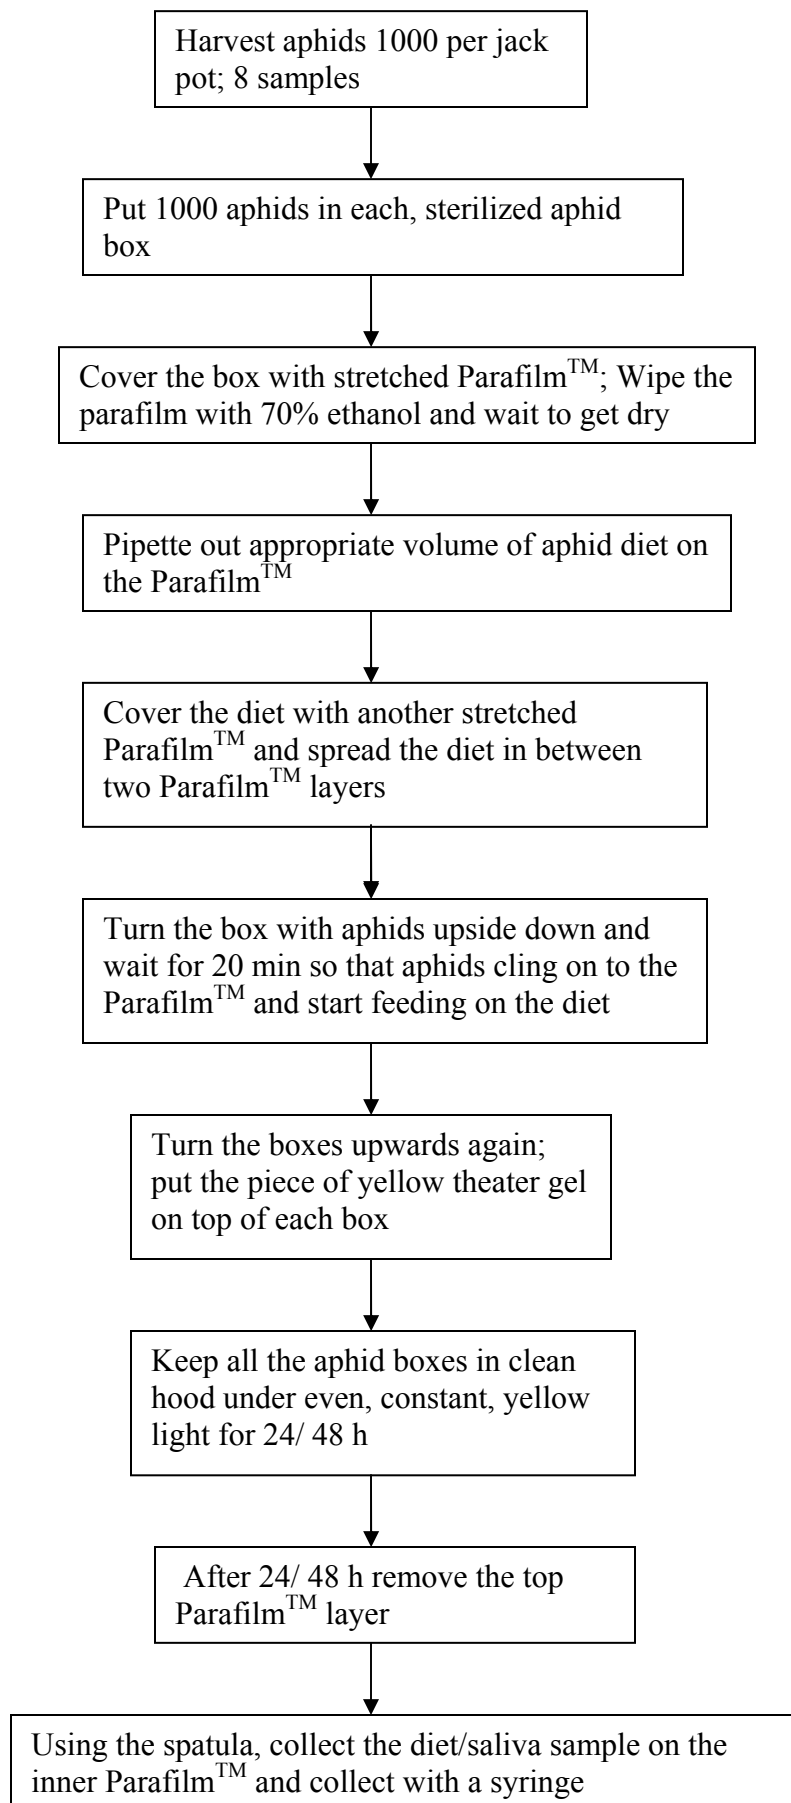 Harvest aphids 1000 per jack
pot; 8 samples
Put 1000 aphids in each, sterilized aphid
box
Cover the box with stretched Parafilm™; Wipe the
parafilm with 70% ethanol and wait to get dry
Pipette out appropriate volume of aphid diet on
the Parafilm™
Cover the diet with another stretched
Parafilm™ and spread the diet in between
two Parafilm™ layers
Turn the box with aphids upside down and
wait for 20 min so that aphids cling on to the
Parafilm™ and start feeding on the diet
Turn the boxes upwards again;
put the piece of yellow theater gel
on top of each box
Keep all the aphid boxes in clean
hood under even, constant, yellow
light for 24/ 48 h
After 24/ 48 h remove the top
Parafilm™ layer
Using the spatula, collect the diet/saliva sample on the
inner Parafilm™ and collect with a syringe